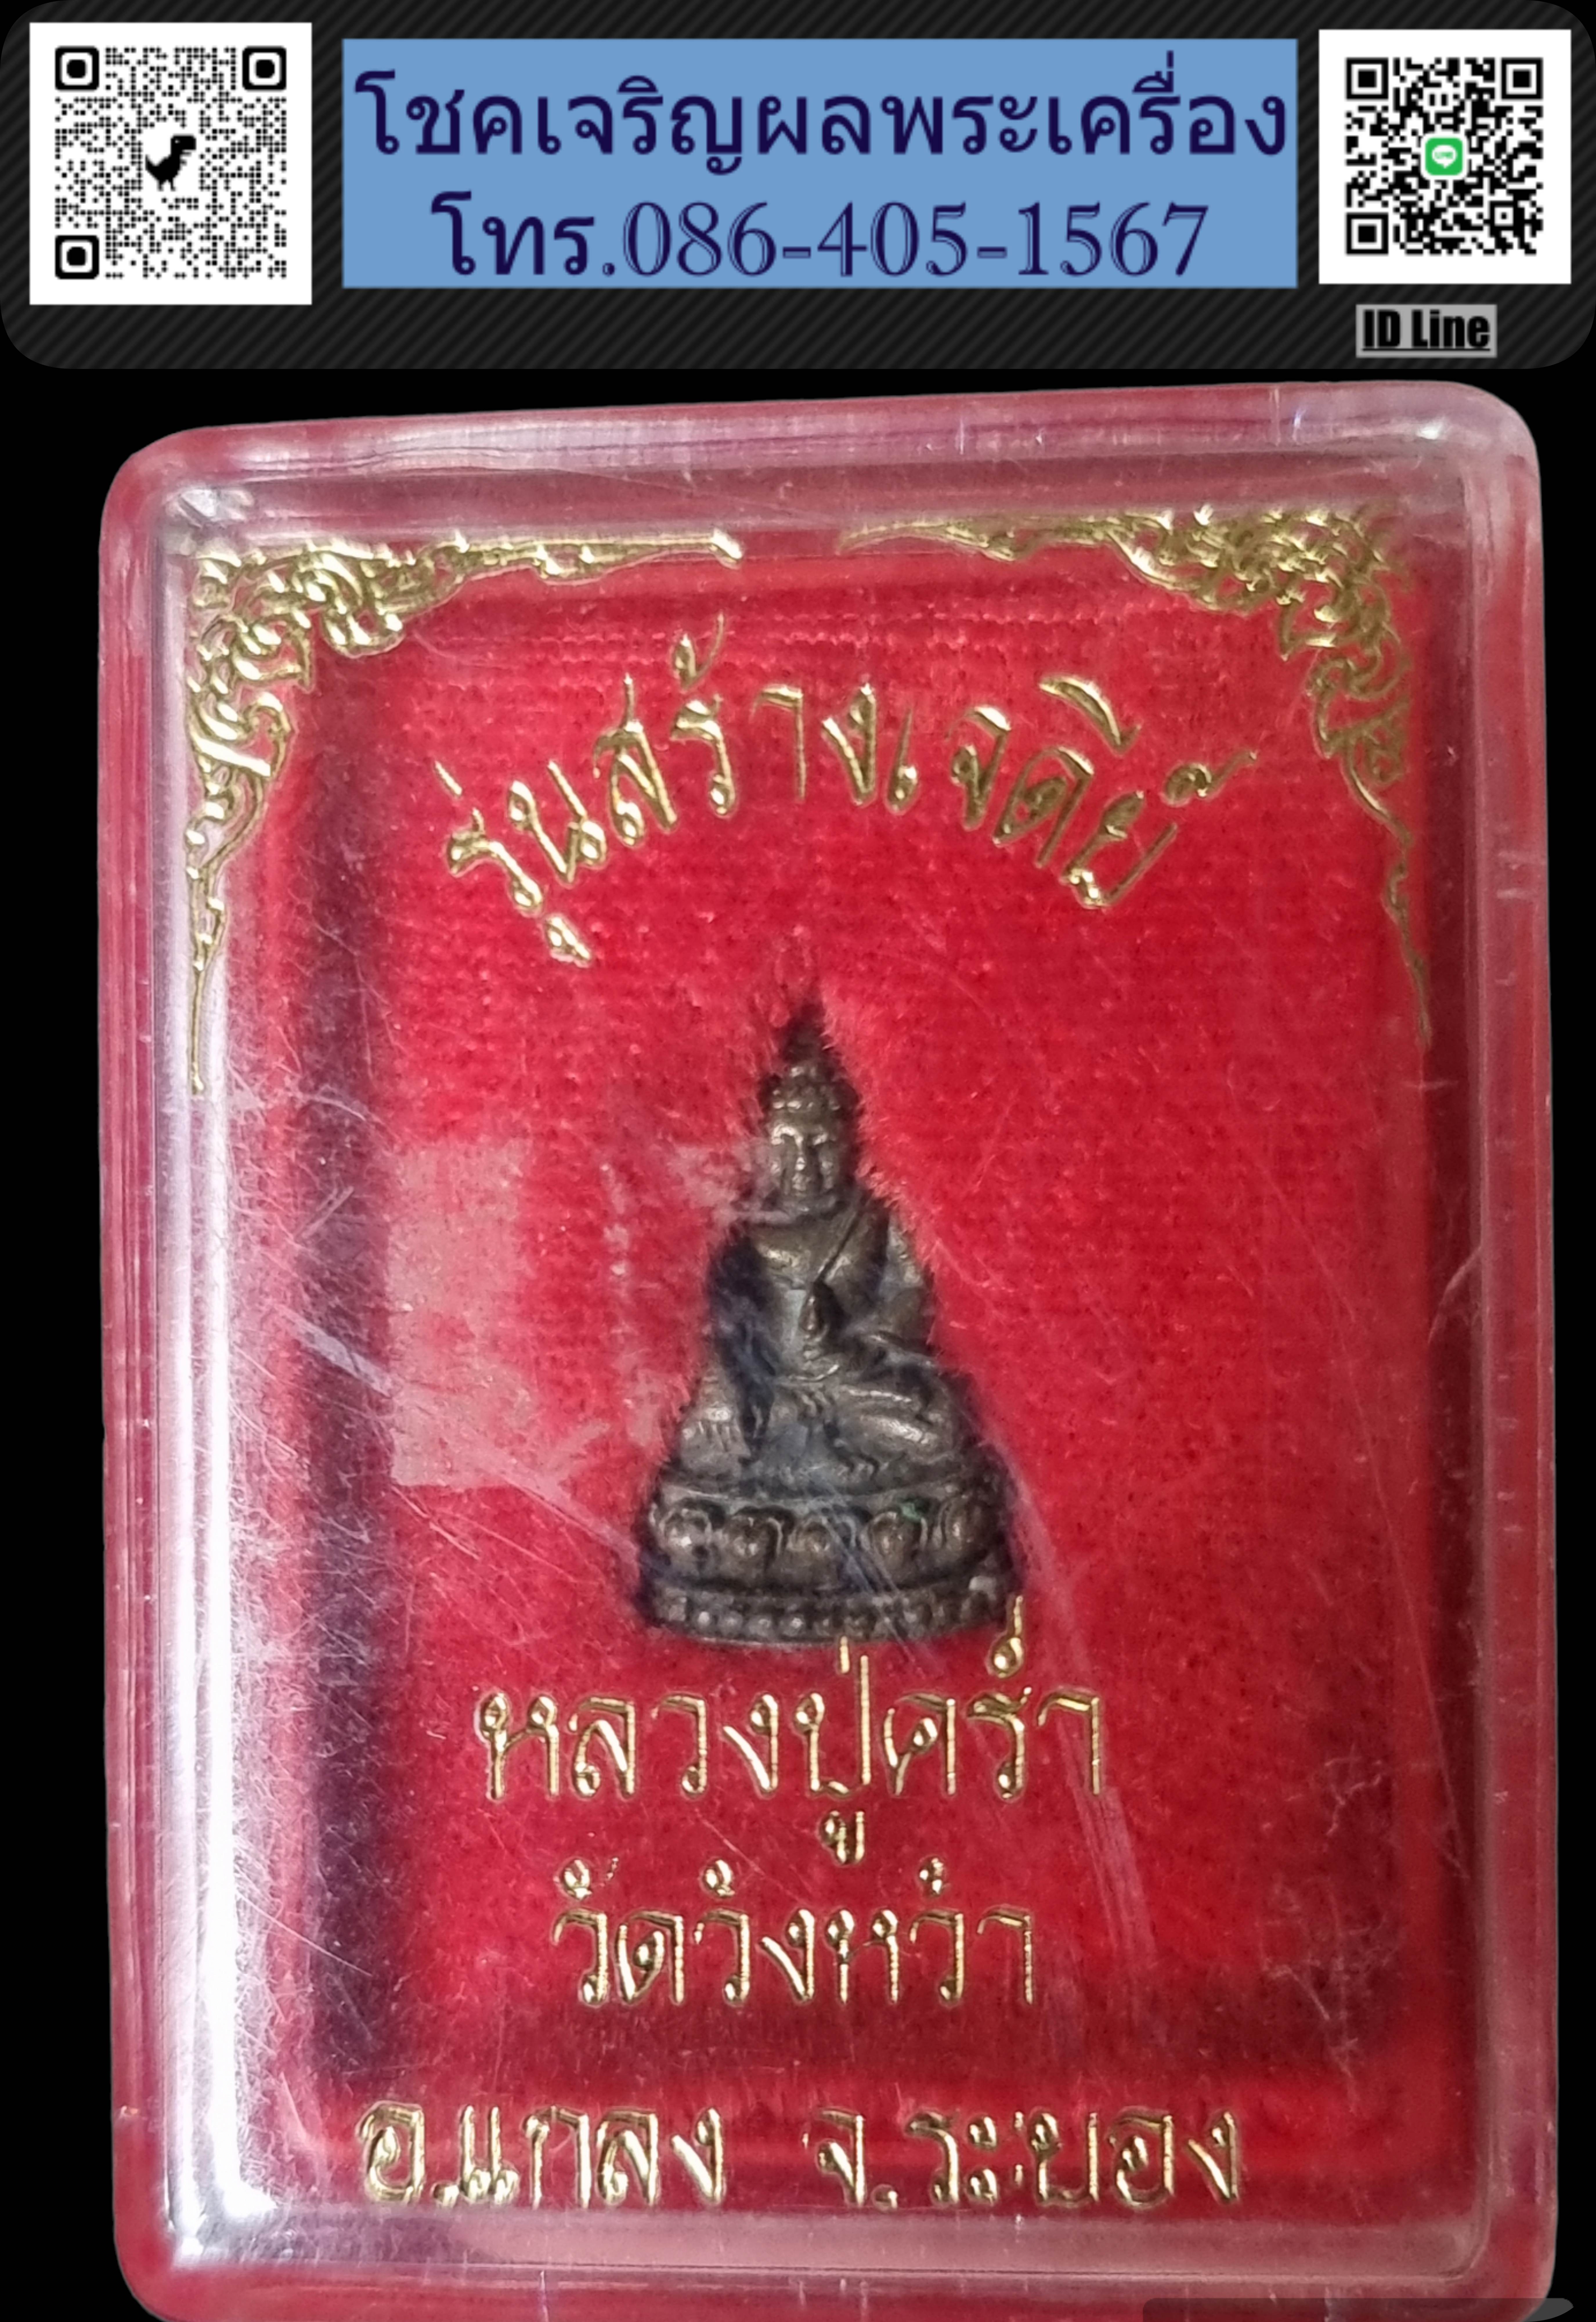 โชคเจริญผลพระเครื่อง
โทร.086-405-1567
ID Line
รุ่นสร้างเจดีย์
หลวงปู่คร่ำ
วัดวังหว้า
อ.แกลง จ.ระยอง